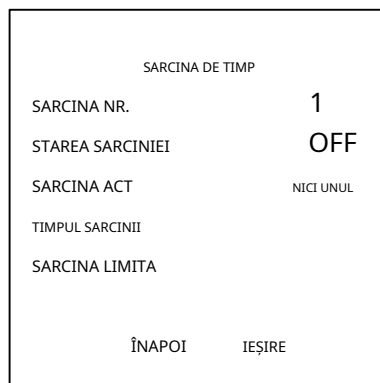 SARCINA DE TIMP
SARCINA NR. 1
STAREA SARCINIEI OFF
SARCINA ACT NICI UNUL
TIMPUL SARCINII
SARCINA LIMITA
ÎNAPOI IEȘIRE